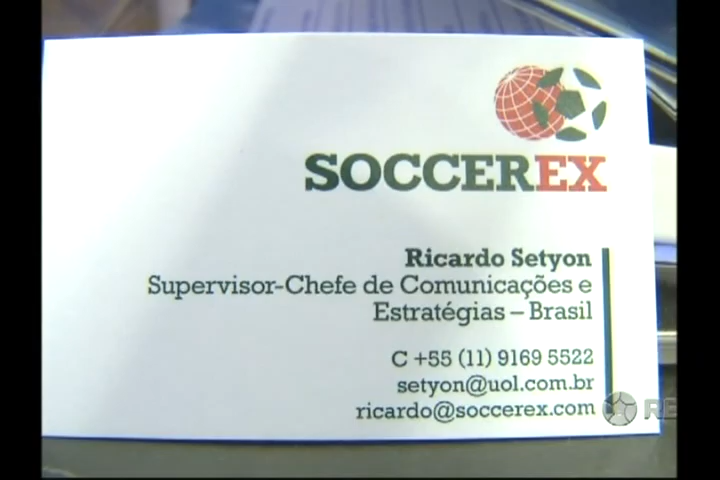 SOCCEREX
Ricardo Setyon
Supervisor-Chefe de Comunicações e
Estratégias – Brasil
C +55 (11) 9169 5522
setyon@uol.com.br
ricardo@soccerex.com